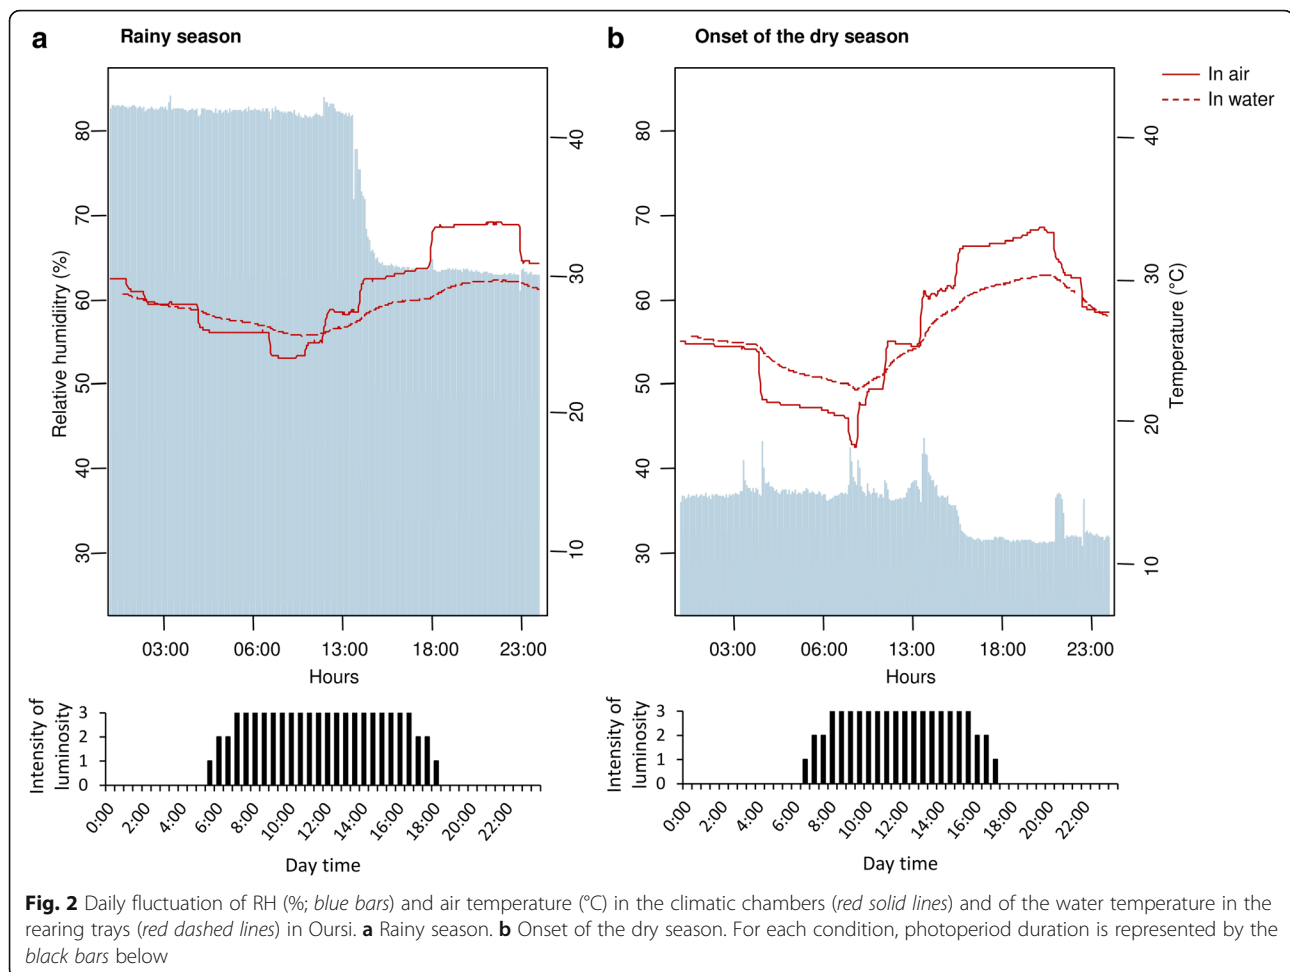 a Rainy season
b Onset of the dry season
In air
In water
Relative humidiitry (%)
80
70
60
50
40
30
40
30
20
10
03:00 06:00 13:00 18:00 23:00
Hours
80
70
60
50
40
30
40
30
20
10
Temperature (°C)
03:00 06:00 13:00 18:00 23:00
Hours
Intensity of
luminosity
3
2
1
0
0:00 2:00 4:00 6:00 8:00 10:00 12:00 14:00 16:00 18:00 20:00 22:00
Day time
Intensity of
luminosity
3
2
1
0
0:00 2:00 4:00 6:00 8:00 10:00 12:00 14:00 16:00 18:00 20:00 22:00
Day time
Fig. 2 Daily fluctuation of RH (%; blue bars) and air temperature (°C) in the climatic chambers (red solid lines) and of the water temperature in the
rearing trays (red dashed lines) in Oursi. a Rainy season. b Onset of the dry season. For each condition, photoperiod duration is represented by the
black bars below